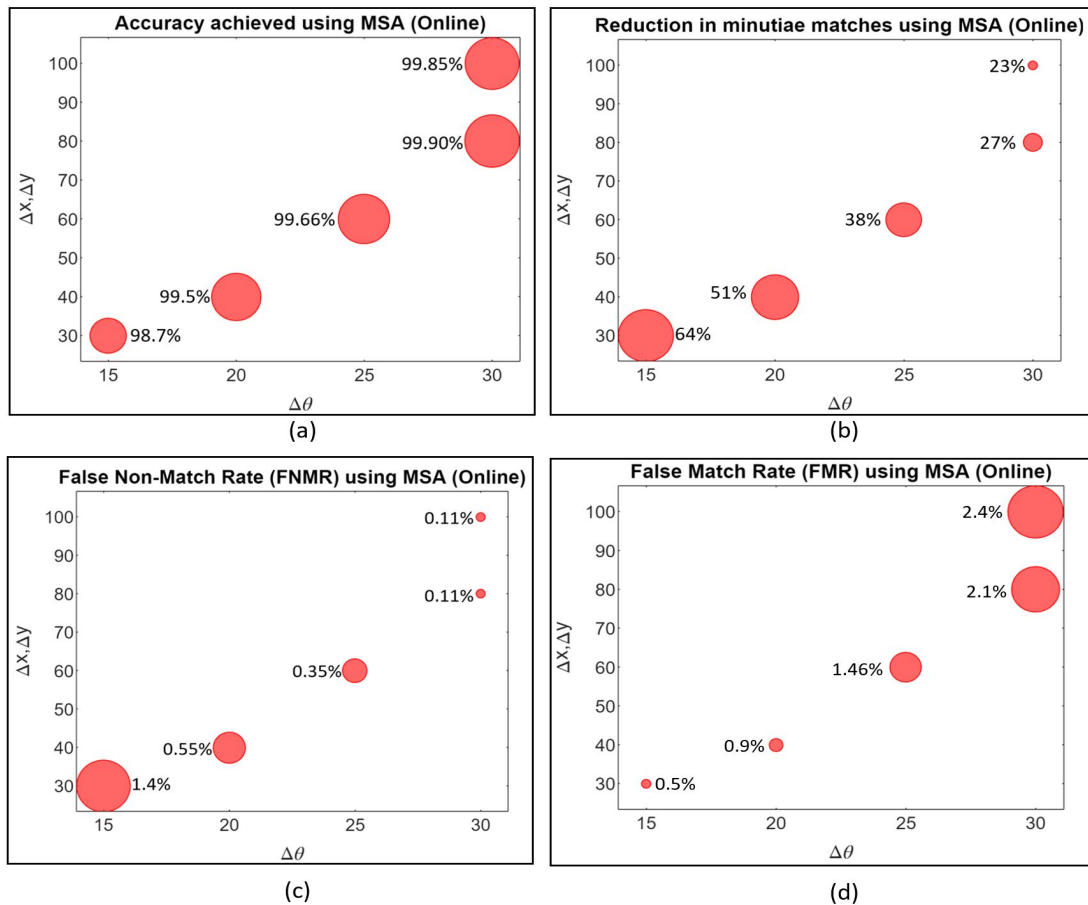 Accuracy achieved using MSA (Online)
100
90
80
70
60
50
40
30
Δx,Δy
99.85%
99.90%
99.66%
99.5%
98.7%
15 20 25 30
Δθ
(a)
Reduction in minutiae matches using MSA (Online)
100
90
80
70
60
50
40
30
Δx,Δy
23%
27%
38%
51%
64%
15 20 25 30
Δθ
(b)
False Non-Match Rate (FNMR) using MSA (Online)
100
90
80
70
60
50
40
30
Δx,Δy
0.11%
0.11%
0.35%
0.55%
1.4%
15 20 25 30
Δθ
(c)
False Match Rate (FMR) using MSA (Online)
100
90
80
70
60
50
40
30
Δx,Δy
2.4%
2.1%
1.46%
0.9%
0.5%
15 20 25 30
Δθ
(d)